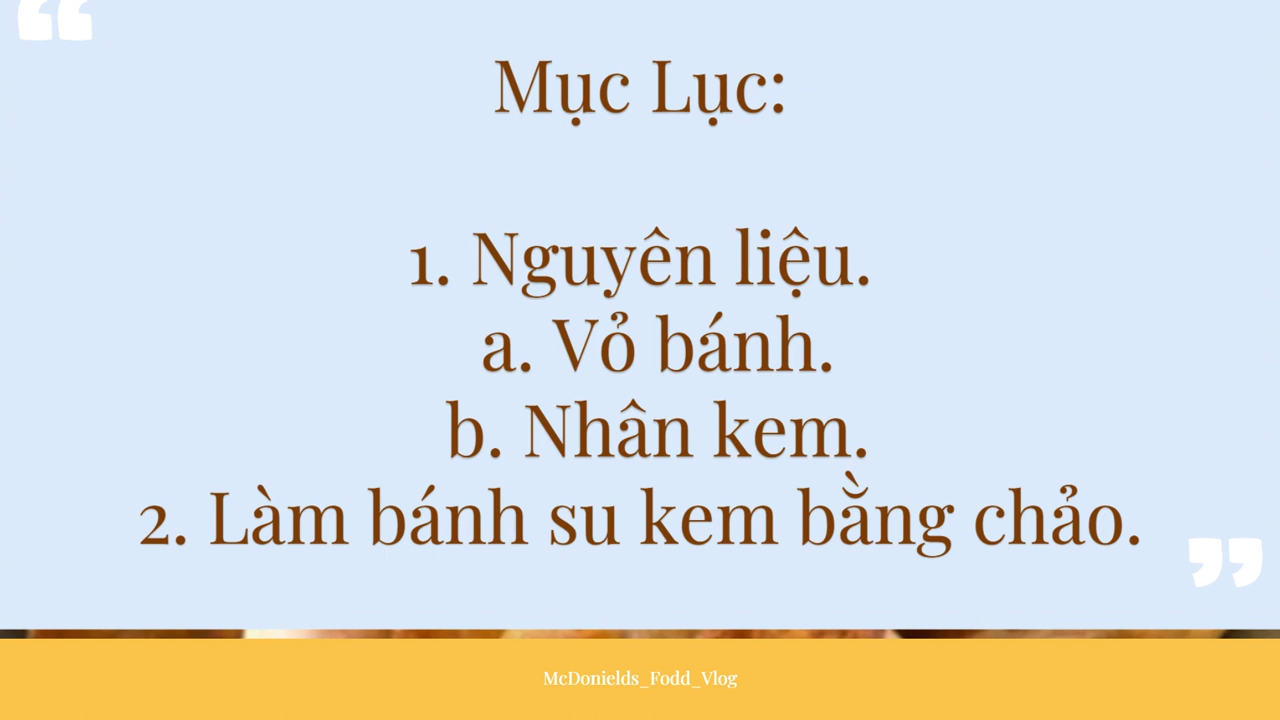 Mục Lục:
1. Nguyên liệu.
a. Vỏ bánh.
b. Nhân kem.
2. Làm bánh su kem bằng chảo.
McDonields_Fodd_Vlog